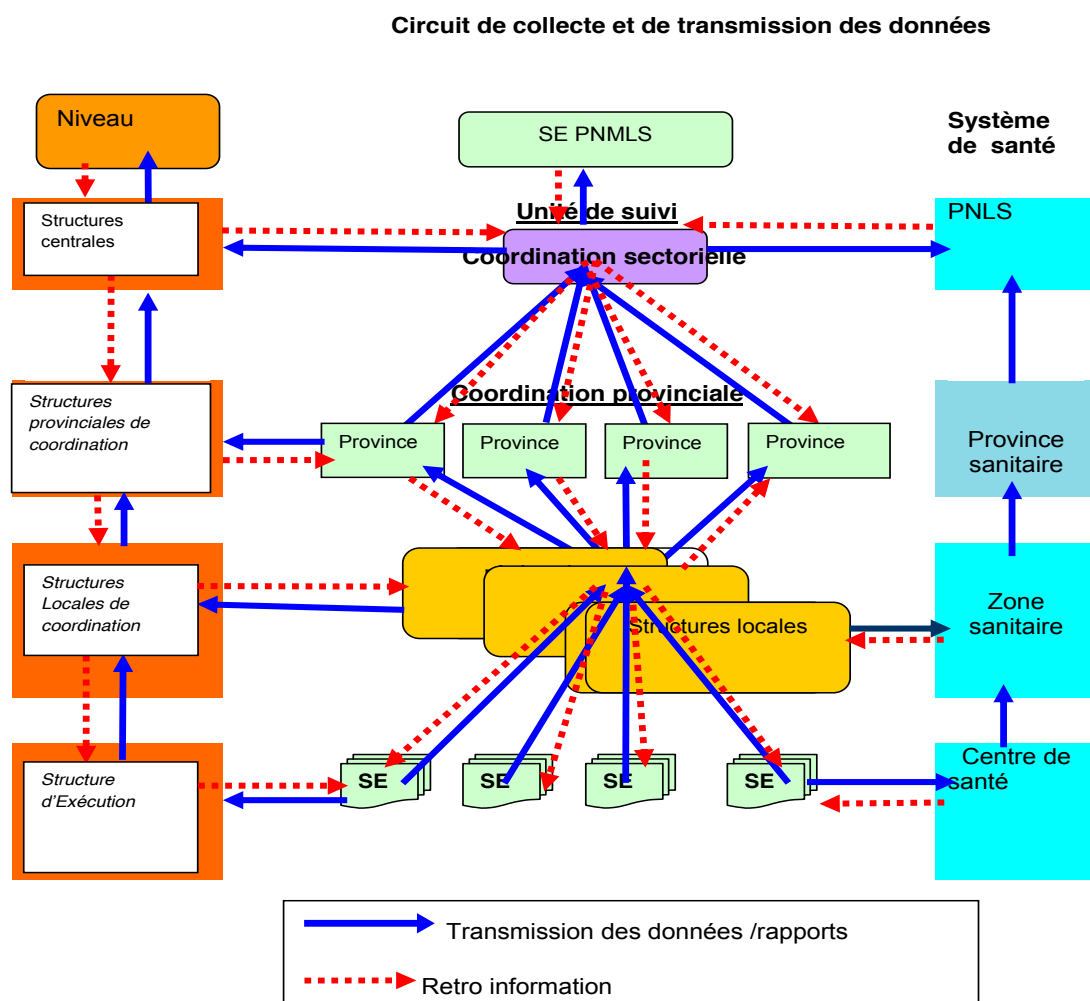 Circuit de collecte et de transmission des données
Niveau
SE PNMLS
Système
de santé
Structures
centrales
Unité de suivi
Coordination sectorielle
PNLS
Structures
provinciales de
coordination
Coordination provinciale
Province
Province
Province
Province
Province
sanitaire
Structures
Locales de
coordination
Structures locales
Zone
sanitaire
Structure
d'Exécution
SE
SE
SE
SE
Centre de
santé
Transmission des données /rapports
Retro information